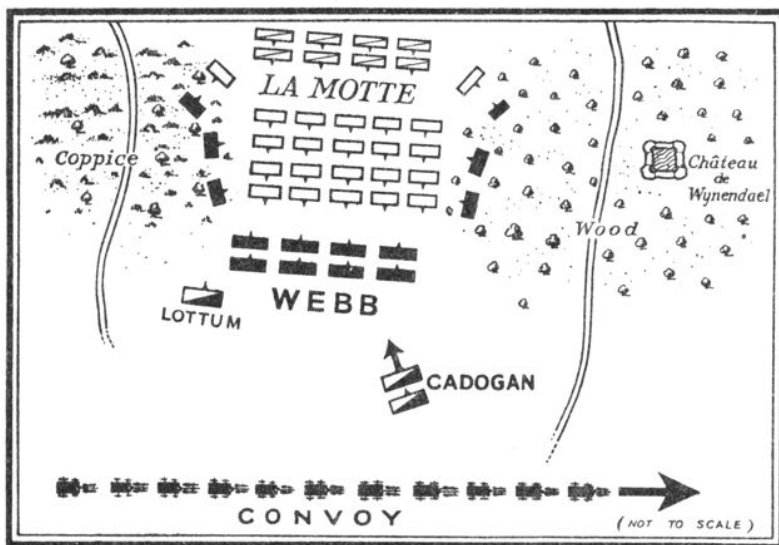 LA MOTTE
Coppice
Château
de
Wynendael
Wood
WEBB
LOTTUM
CADOGAN
CONVOY
(NOT TO SCALE)